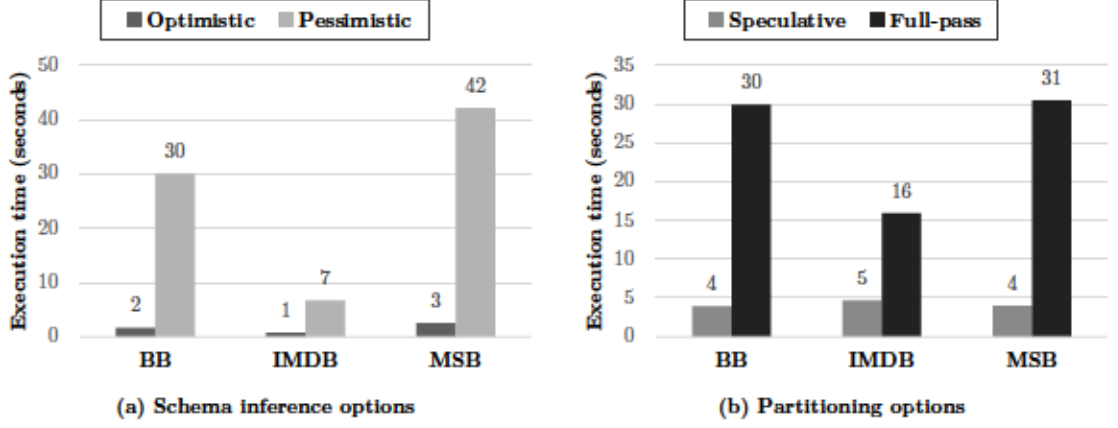 Optimistic Pessimistic
Execution time (seconds)
50
40
30
20
10
0
2 30
1 7
3 42
BB IMDB MSB
(a) Schema inference options
Speculative Full-pass
Execution time (seconds)
35
30
25
20
15
10
5
0
4 30
5 16
4 31
BB IMDB MSB
(b) Partitioning options